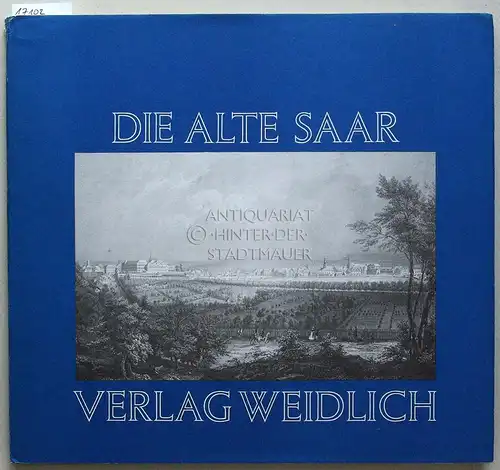 17102
DIE ALTE SAAR
ANTIQUARIAT
© · HINTER · DER ·
STADTMAUER
VERLAG WEIDLICH